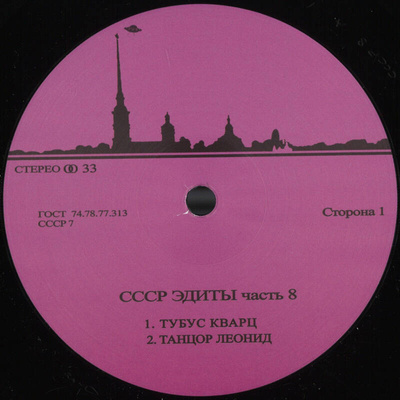 СТЕРЕО ꝏ 33
ГОСТ 74.78.77.313
СССР 7
Сторона 1
СССР ЭДИТЫ часть 8
1. ТУБУС КВАРЦ
2. ТАНЦОР ЛЕОНИД